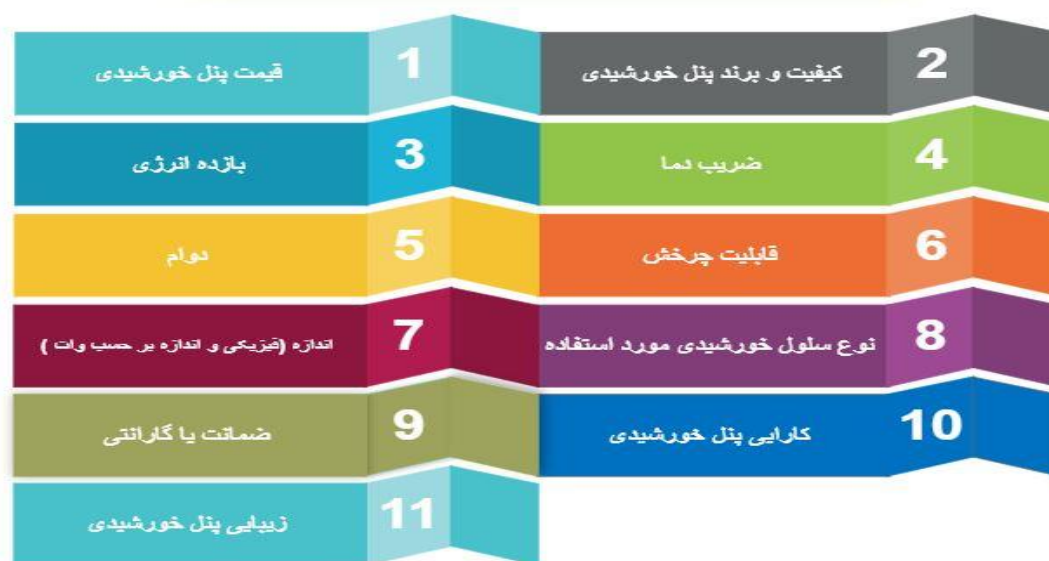 1 قیمت پنل خورشیدی
2 کیفیت و برند پنل خورشیدی
3 بازده انرژی
4 ضریب دما
5 دوام
6 قابلیت چرخش
7 اندازه (فیزیکی و اندازه بر حسب وات )
8 نوع سلول خورشیدی مورد استفاده
9 ضمانت یا گارانتی
10 کارایی پنل خورشیدی
11 زیبایی پنل خورشیدی